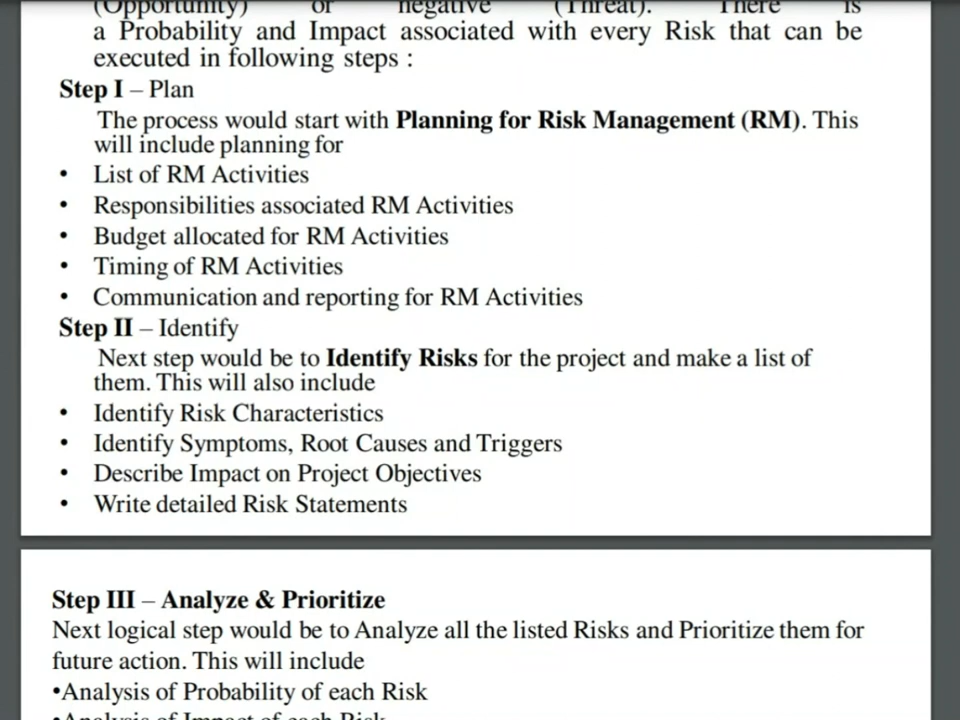 (Opportunity) or negative (Threat). There is
a Probability and Impact associated with every Risk that can be
executed in following steps :
Step I – Plan
The process would start with Planning for Risk Management (RM). This
will include planning for
• List of RM Activities
• Responsibilities associated RM Activities
• Budget allocated for RM Activities
• Timing of RM Activities
• Communication and reporting for RM Activities
Step II – Identify
Next step would be to Identify Risks for the project and make a list of
them. This will also include
• Identify Risk Characteristics
• Identify Symptoms, Root Causes and Triggers
• Describe Impact on Project Objectives
• Write detailed Risk Statements
Step III – Analyze & Prioritize
Next logical step would be to Analyze all the listed Risks and Prioritize them for
future action. This will include
•Analysis of Probability of each Risk
•Analysis of Impact of each Risk